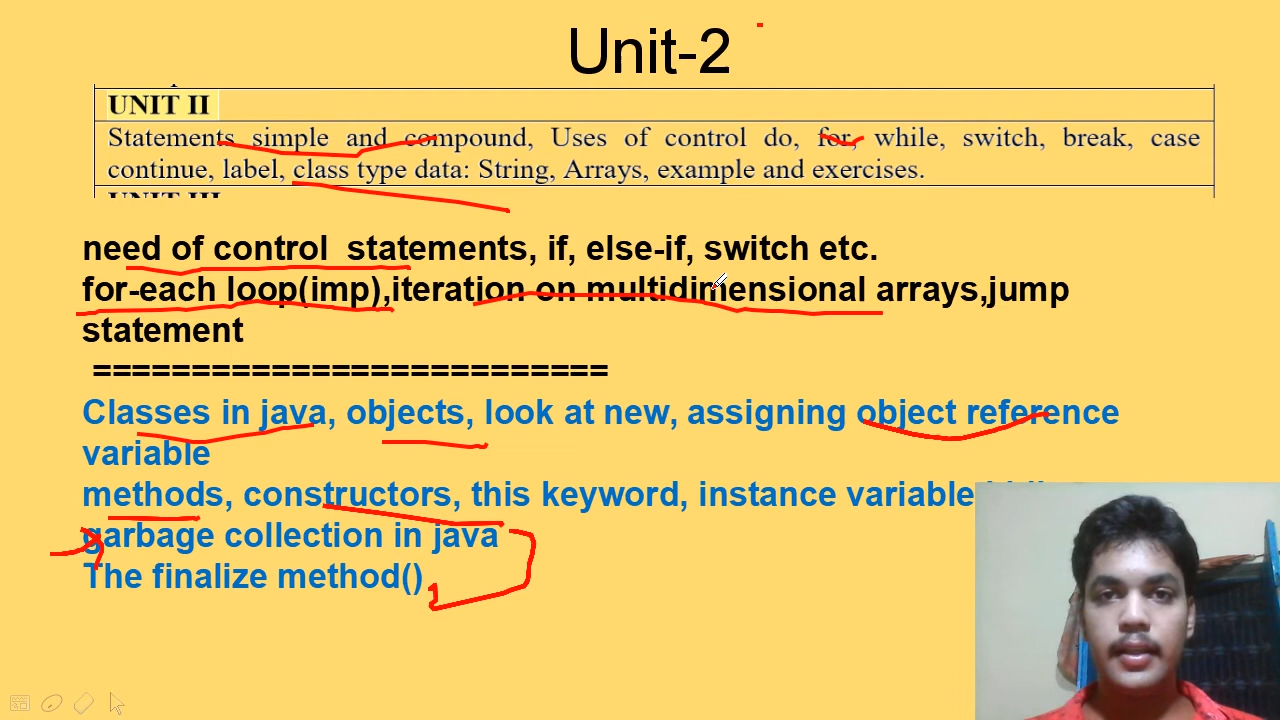 Unit-2
UNIT II
Statements simple and compound, Uses of control do, for, while, switch, break, case
continue, label, class type data: String, Arrays, example and exercises.
UNIT III
need of control statements, if, else-if, switch etc.
for-each loop(imp),iteration on multidimensional arrays,jump
statement
==========================
Classes in java, objects, look at new, assigning object reference
variable
methods, constructors, this keyword, instance variable
garbage collection in java
The finalize method()